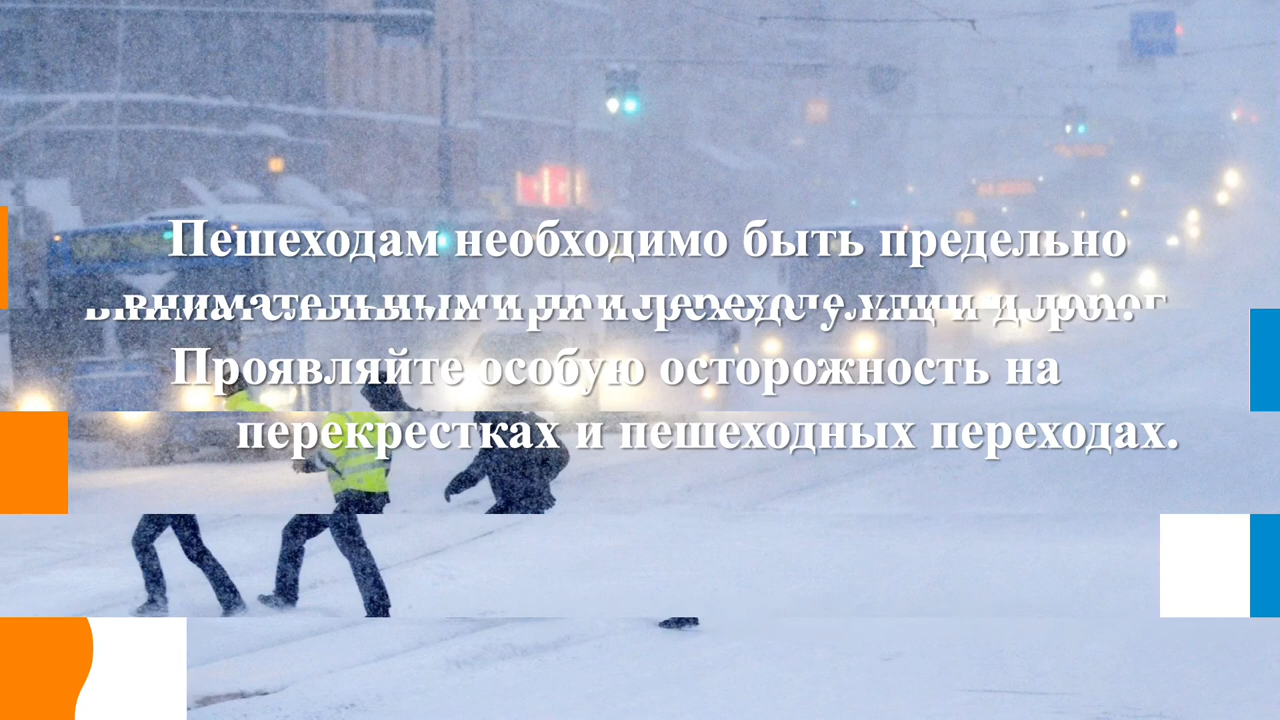 Пешеходам необходимо быть предельно
внимательными при переходе улиц и дорог.
Проявляйте особую осторожность на
перекрестках и пешеходных переходах.